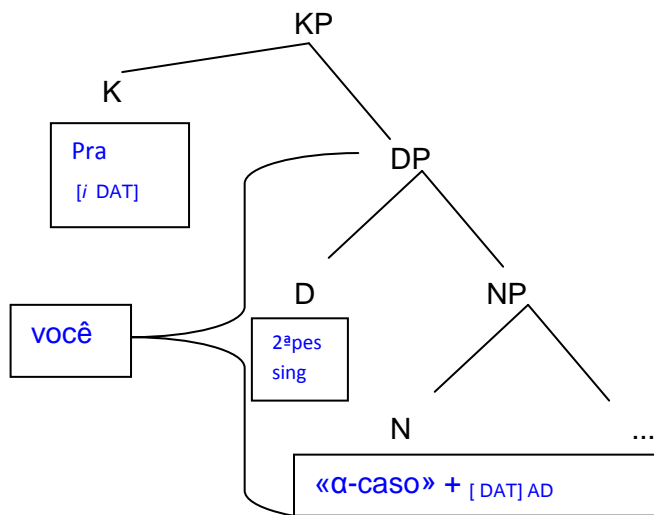 KP
K
Pra
[i DAT]
DP
D
NP
você
2ªpes
sing
N
...
«α-caso» + [ DAT] AD